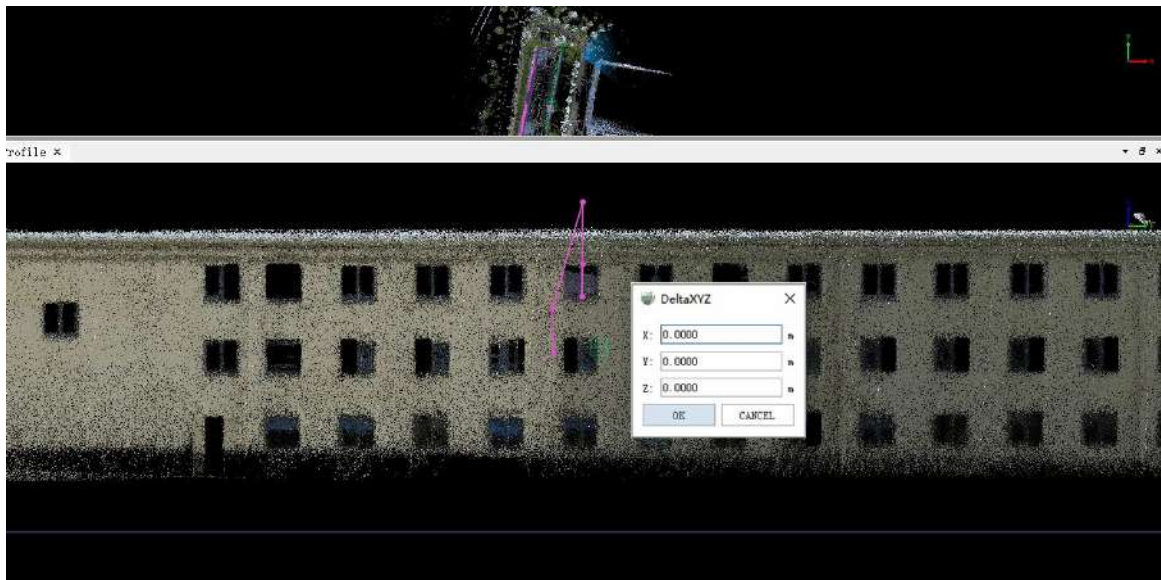 rofile ×
DeltaXYZ
X: 0.0000 m
Y: 0.0000 m
Z: 0.0000 m
OK CANCEL